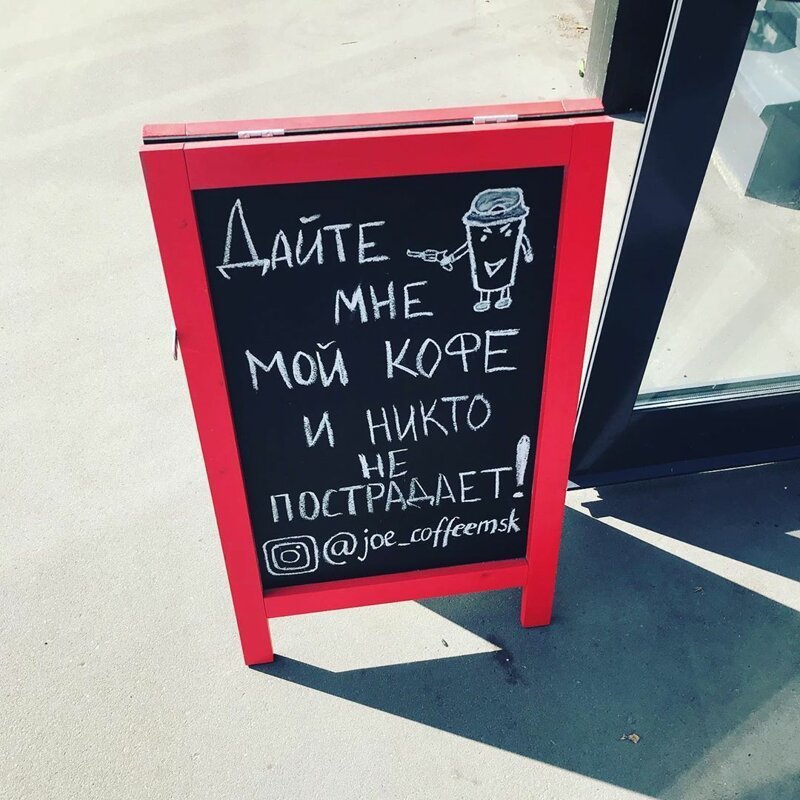 ДАЙТЕ
МНЕ
МОЙ КОФЕ
И НИКТО
НЕ
ПОСТРАДАЕТ!
@joe_coffeemsk